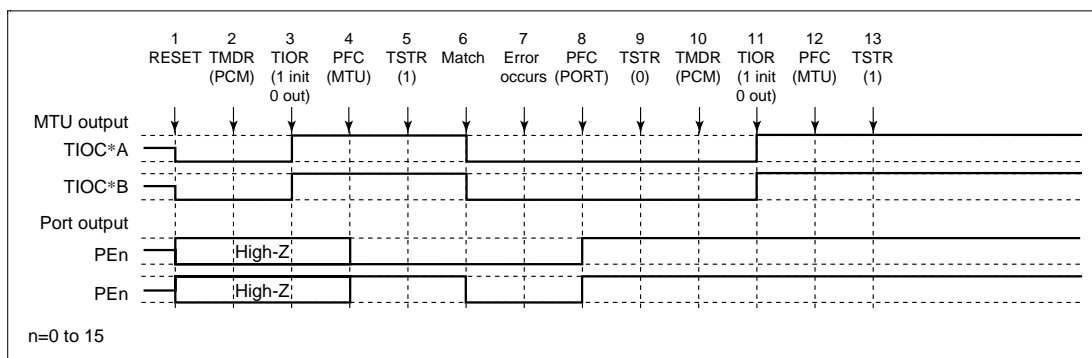 1 2 3 4 5 6 7 8 9 10 11 12 13
RESET TMDR TIOR PFC TSTR Match Error PFC TSTR TMDR TIOR PFC TSTR
(PCM) (1 init (MTU) (1) occurs (PORT) (0) (PCM) (1 init (MTU) (1)
0 out) 0 out)
MTU output
TIOC*A
TIOC*B
Port output
PEn High-Z
PEn High-Z
n=0 to 15